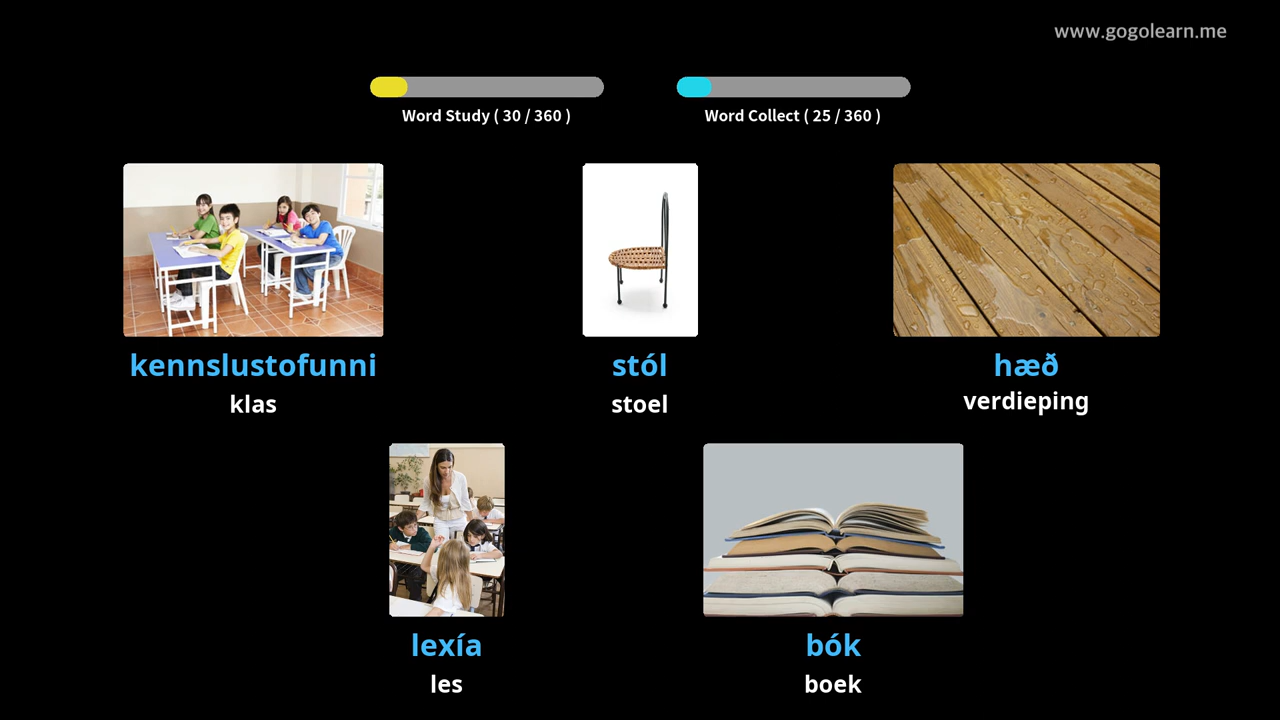 www.gogolearn.me
Word Study ( 30 / 360 )
Word Collect ( 25 / 360 )
kennslustofunni
klas
stól
stoel
hæð
verdieping
lexía
les
bók
boek